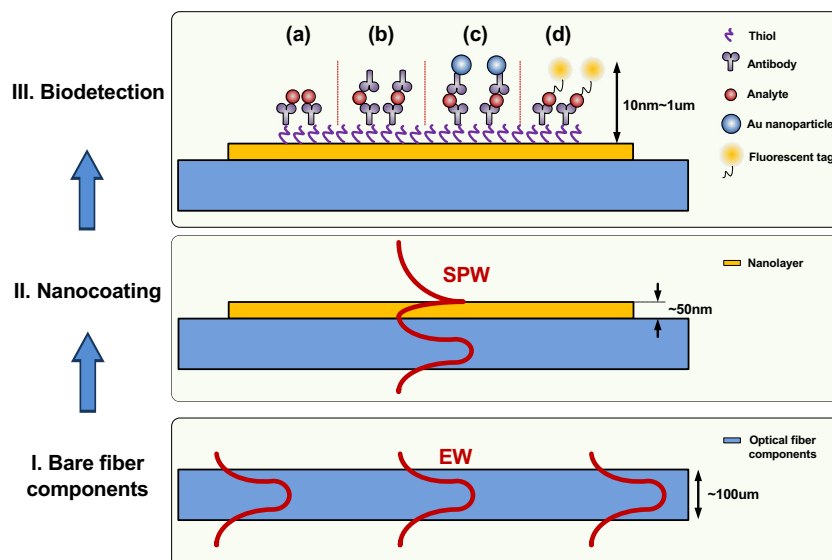 (a) (b) (c) (d)
Thiol
Antibody
Analyte
Au nanoparticle
Fluorescent tag
III. Biodetection
10nm~1um
II. Nanocoating
SPW
Nanolayer
~50nm
I. Bare fiber
components
EW
Optical fiber
components
~100um